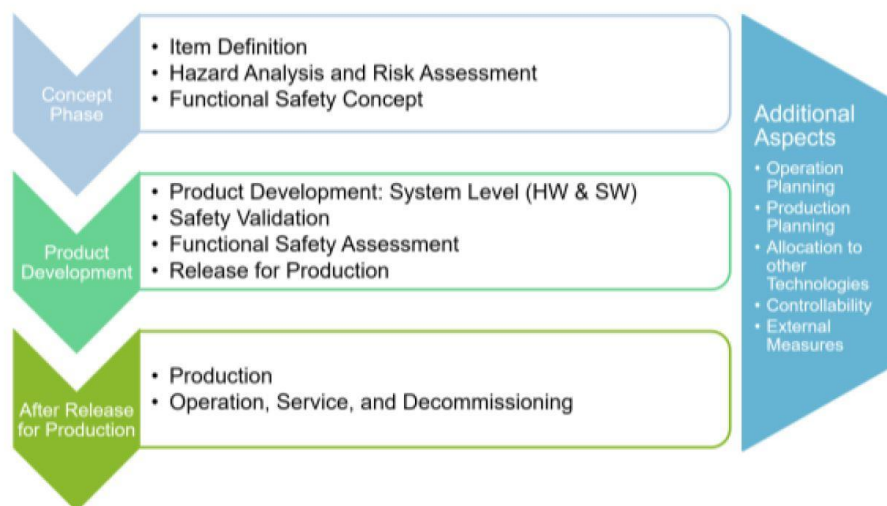 Concept
Phase
• Item Definition
• Hazard Analysis and Risk Assessment
• Functional Safety Concept
Product
Development
• Product Development: System Level (HW & SW)
• Safety Validation
• Functional Safety Assessment
• Release for Production
After Release
for Production
• Production
• Operation, Service, and Decommissioning
Additional
Aspects
• Operation
Planning
• Production
Planning
• Allocation to
other
Technologies
• Controllability
• External
Measures